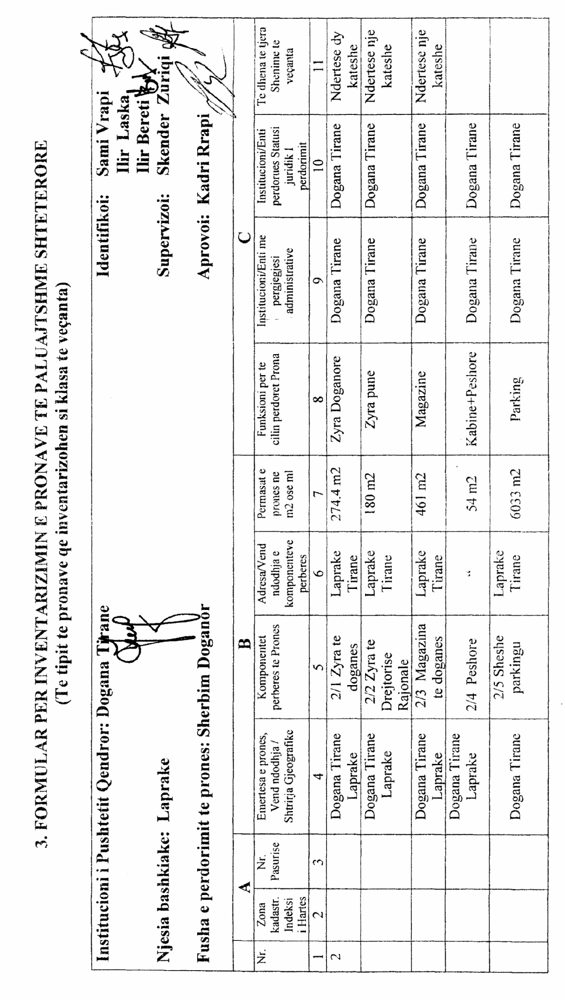 3. FORMULAR PER INVENTARIZIMIN E PRONAVE TE PALUAJTSHME SHTETERORE
(Te tipit te pronave qe inventarizohen si klasa te veçanta)
Institucioni i Pushtetit Qendror: Dogana Tirane
Identifikoi: Sami Vrapi
Ilir Laska
Ilir Bereti
Njesia bashkiake: Laprake
Supervizoi: Skender Zuriqi
Fusha e perdorimit te prones: Sherbim Doganor
Aprovoi: Kadri Rrapi
A B C
Nr.
Zona
kadastr.
Indeksi
i Hartes
Nr.
Pasurise
Emertesa e prones,
Vend ndodhja /
Shtrirja Gjeografike
Komponentet
perberes te Prones
Adresa/Vend
ndodhja e
komponenteve
perberes
Permasat e
prones ne
m2 ose ml
Funksioni per te
cilin perdoret Prona
Institucioni/Enti me
pergjegjesi
administrative
Institucioni/Enti
perdorues Statusi
juridik I
perdorimit
Te dhena te tjera
Shenime te
veçanta
1 2 3 4 5 6 7 8 9 10 11
2
Dogana Tirane
Laprake
2/1 Zyra te
doganes
Laprake
Tirane
274.4 m2
Zyra Doganore
Dogana Tirane
Dogana Tirane
Ndertese dy
kateshe
Dogana Tirane
Laprake
2/2 Zyra te
Drejtorise
Rajonale
Laprake
Tirane
180 m2
Zyra pune
Dogana Tirane
Dogana Tirane
Ndertese nje
kateshe
Dogana Tirane
Laprake
2/3 Magazina
te doganes
Laprake
Tirane
461 m2
Magazine
Dogana Tirane
Dogana Tirane
Ndertese nje
kateshe
Dogana Tirane
Laprake
2/4 Peshore
“
54 m2
Kabine+Peshore
Dogana Tirane
Dogana Tirane
Dogana Tirane
2/5 Sheshe
parkingu
Laprake
Tirane
6033 m2
Parking
Dogana Tirane
Dogana Tirane